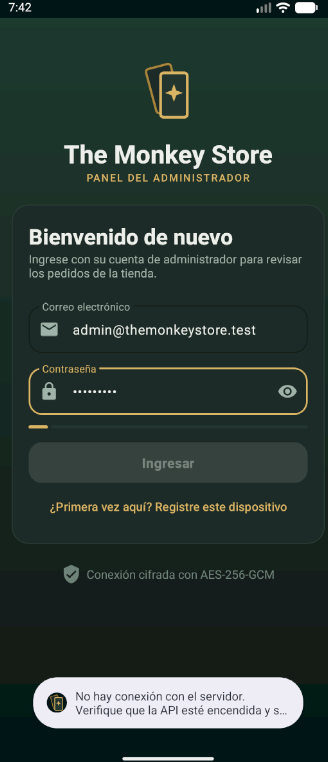 7:42
The Monkey Store
PANEL DEL ADMINISTRADOR
Bienvenido de nuevo
Ingrese con su cuenta de administrador para revisar
los pedidos de la tienda.
Correo electrónico
admin@themonkeystore.test
Contraseña
•••••••••
Ingresar
¿Primera vez aquí? Registre este dispositivo
Conexión cifrada con AES-256-GCM
No hay conexión con el servidor.
Verifique que la API esté encendida y s...